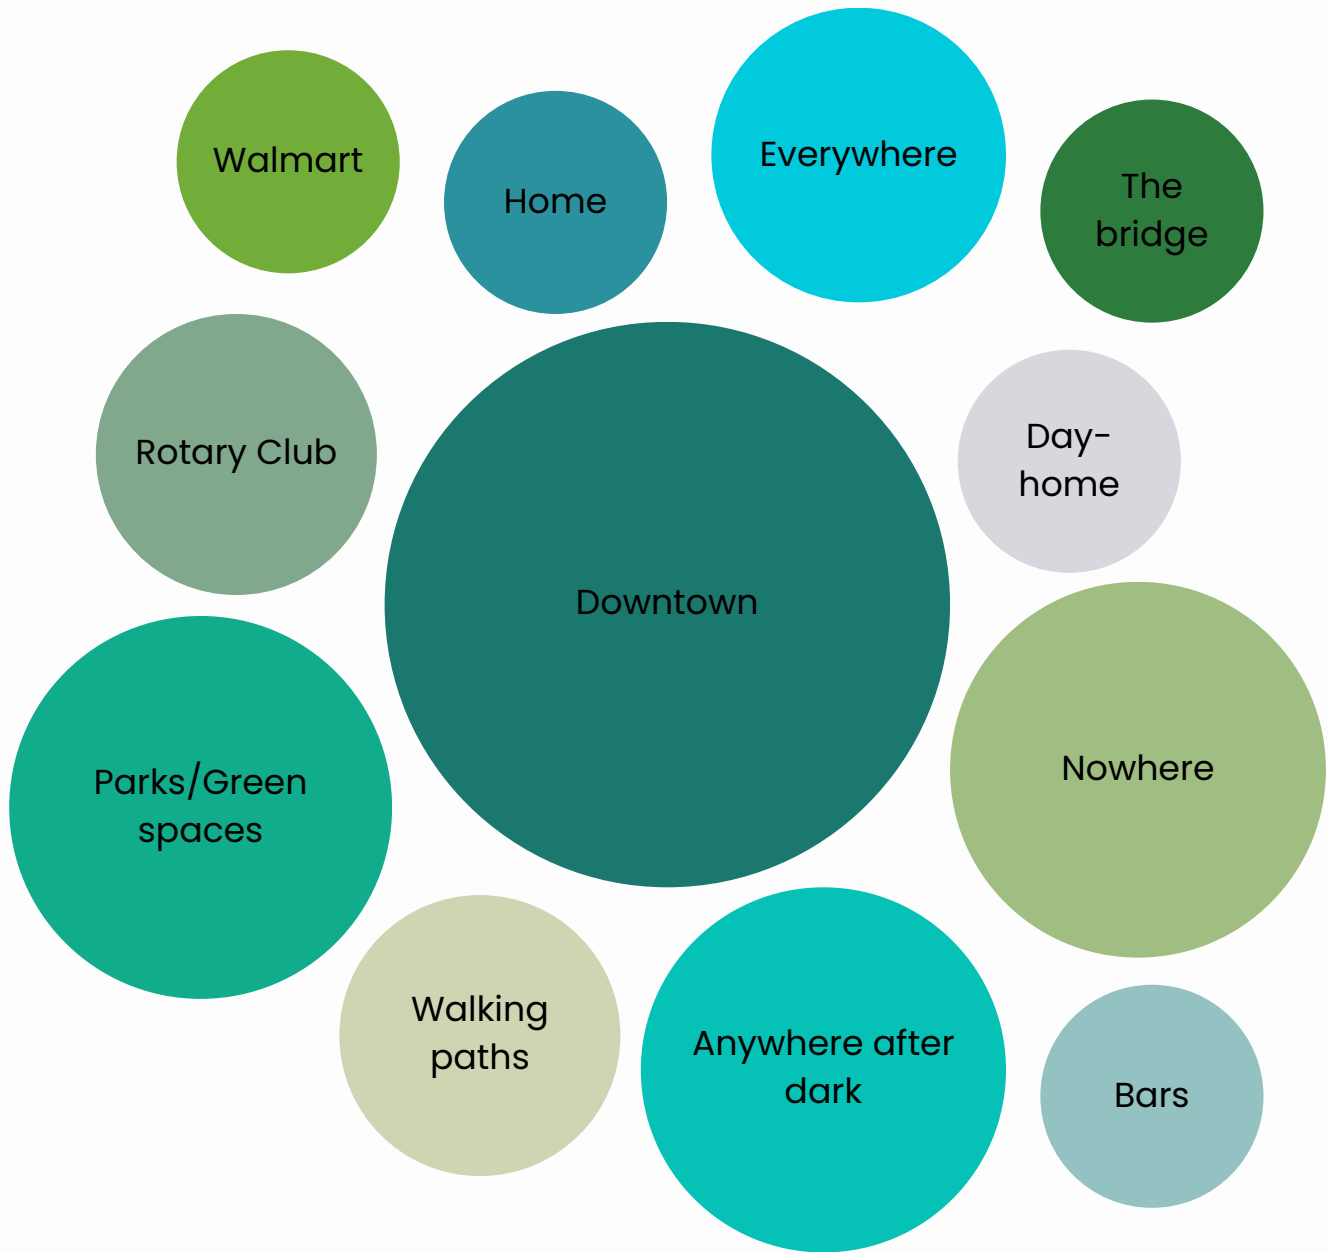 Walmart
Home
Everywhere
The
bridge
Rotary Club
Day-
home
Downtown
Parks/Green
spaces
Nowhere
Walking
paths
Anywhere after
dark
Bars